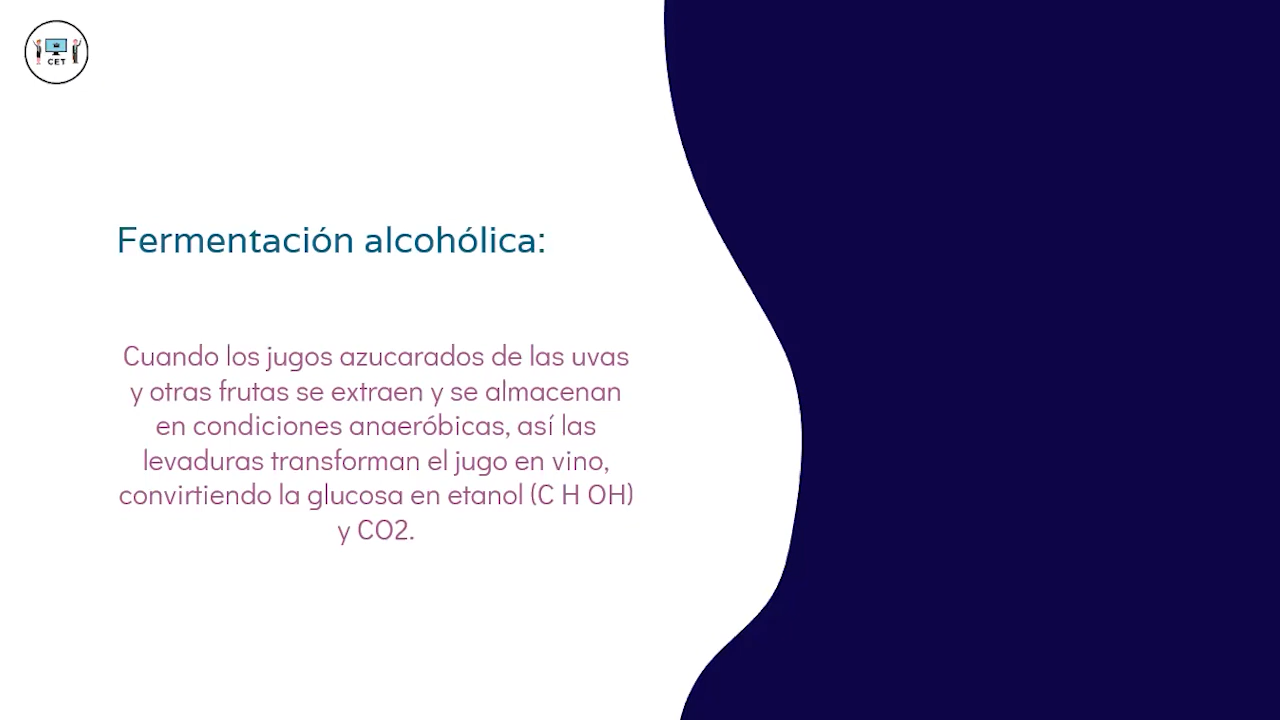 CET
Fermentación alcohólica:
Cuando los jugos azucarados de las uvas
y otras frutas se extraen y se almacenan
en condiciones anaeróbicas, así las
levaduras transforman el jugo en vino,
convirtiendo la glucosa en etanol (C H OH)
y CO2.